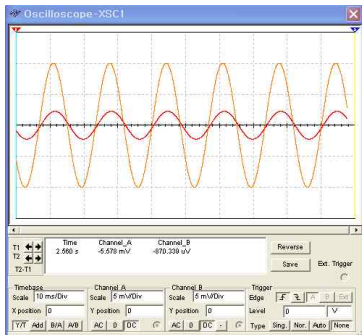 Oscilloscope-XSC1
T1 Time Channel_A Channel_B Reverse
T2 2.560 s -5.578 mV -870.339 uV
T2-T1 Save Ext. Trigger
Timebase Channel A Channel B Trigger
Scale 10 ms/Div Scale 5 mV/Div Scale 5 mV/Div Edge A B Ext
X position 0 Y position 0 Y position 0 Level 0 V
Y/T Add B/A A/B AC 0 DC AC 0 DC - Type Sing. Nor. Auto None